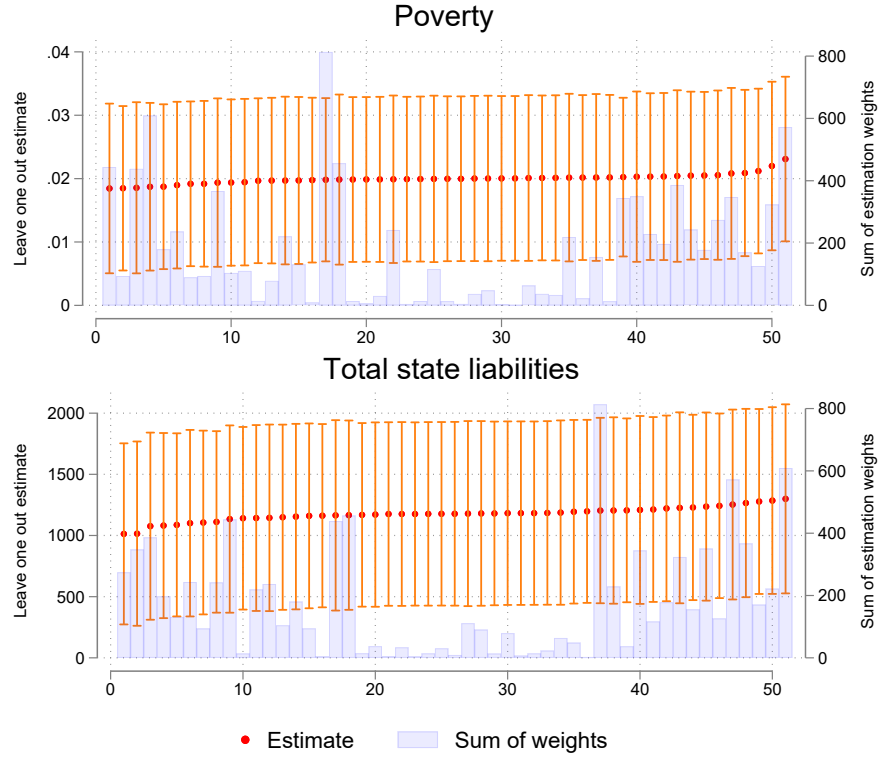 Poverty
Leave one out estimate
.04
.03
.02
.01
0
800
600
400
200
0
Sum of estimation weights
0 10 20 30 40 50
Total state liabilities
Leave one out estimate
2000
1500
1000
500
0
800
600
400
200
0
Sum of estimation weights
0 10 20 30 40 50
Estimate Sum of weights